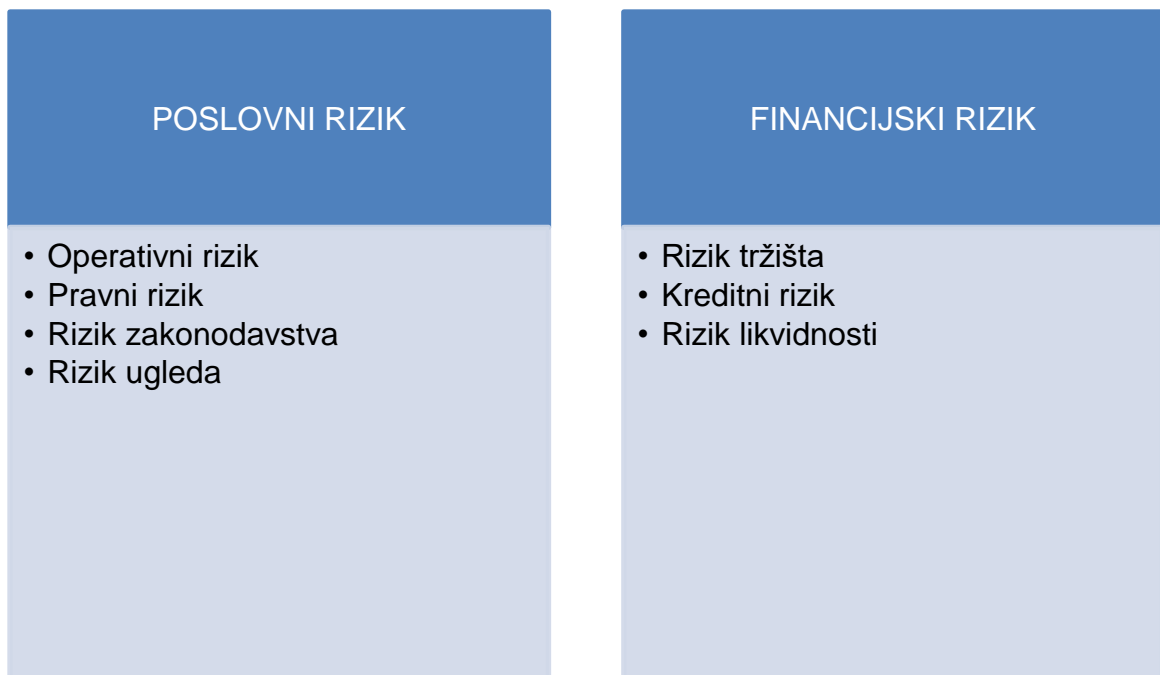 POSLOVNI RIZIK
• Operativni rizik
• Pravni rizik
• Rizik zakonodavstva
• Rizik ugleda
FINANCIJSKI RIZIK
• Rizik tržišta
• Kreditni rizik
• Rizik likvidnosti